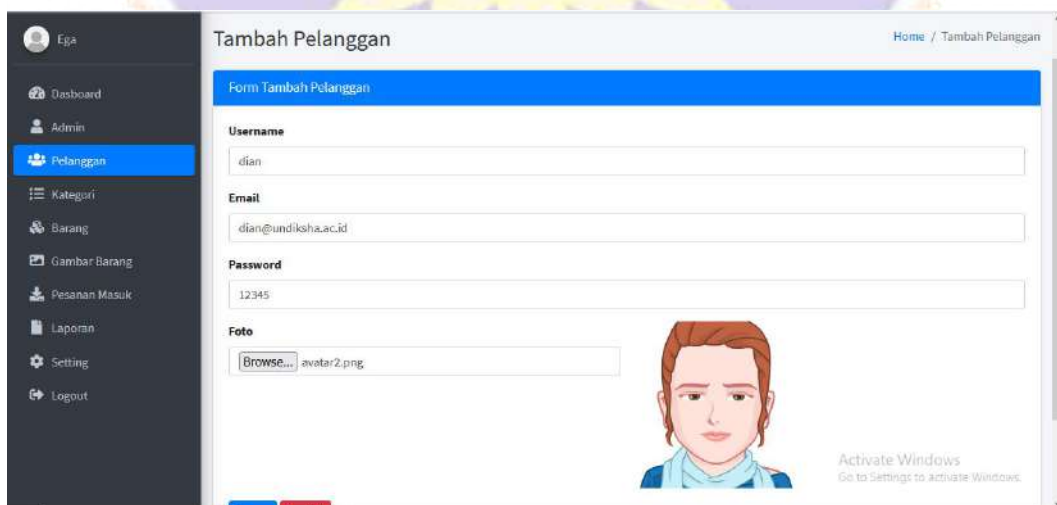 Ega
Dasboard
Admin
Pelanggan
Kategori
Barang
Gambar Barang
Pesanan Masuk
Laporan
Setting
Logout
Tambah Pelanggan
Home / Tambah Pelanggan
Form Tambah Pelanggan
Username
dian
Email
dian@undiksha.ac.id
Password
12345
Foto
Browse... avatar2.png
Activate Windows
Go to Settings to activate Windows.